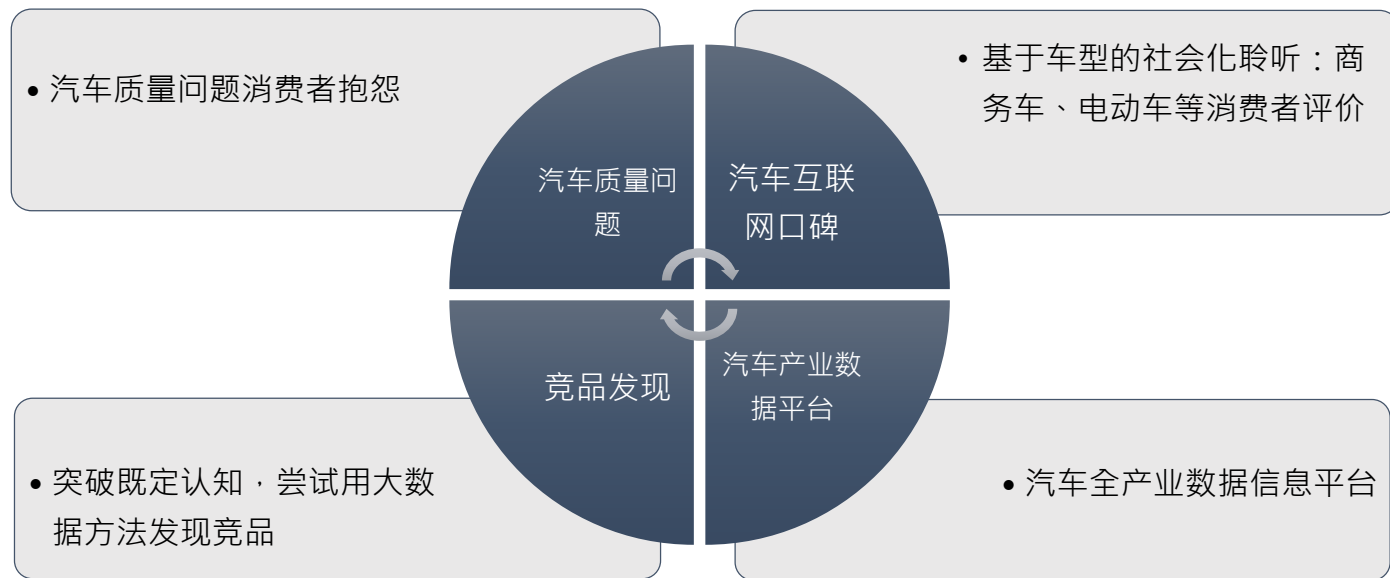 • 汽车质量问题消费者抱怨
• 基于车型的社会化聆听：商
务车、电动车等消费者评价
汽车质量问
题
汽车互联
网口碑
竞品发现
汽车产业数
据平台
• 突破既定认知，尝试用大数
据方法发现竞品
• 汽车全产业数据信息平台